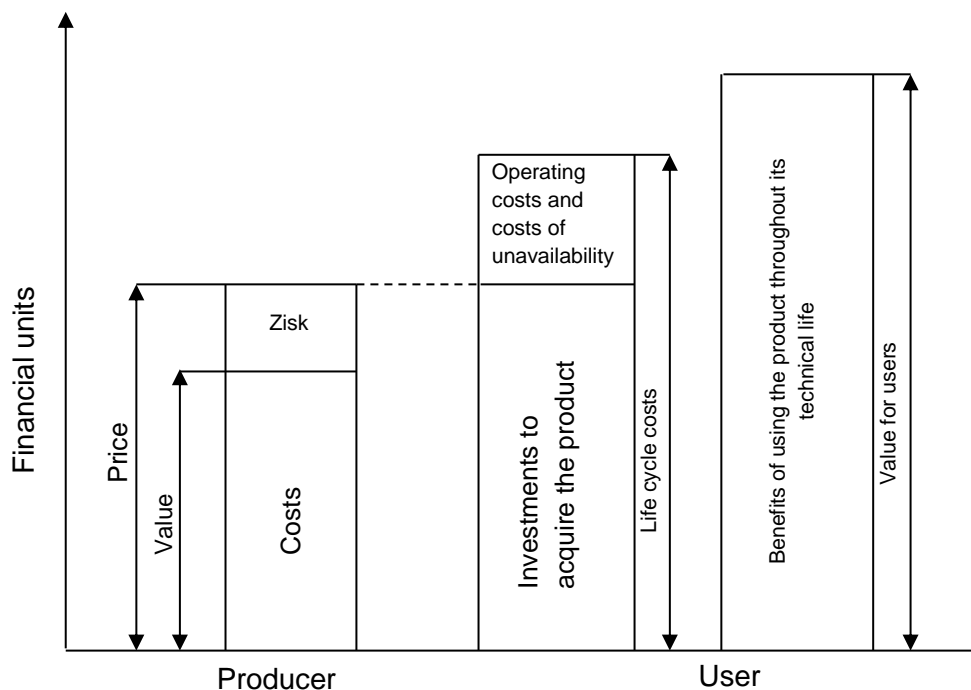 Financial units
Price
Value
Zisk
Costs
Operating
costs and
costs of
unavailability
Investments to
acquire the product
Life cycle costs
Benefits of using the product throughout its
technical life
Value for users
Producer
User